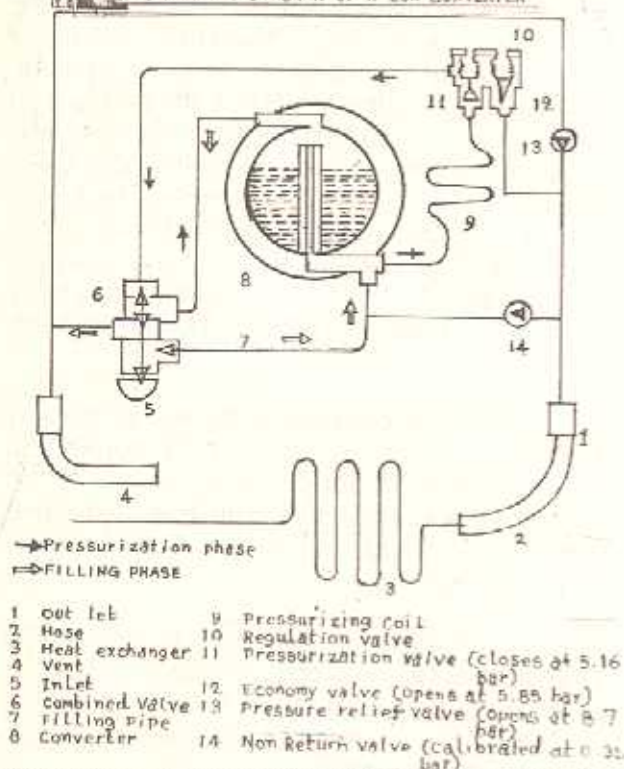 10
11
12
13
9
8
6
7
14
5
1
4
2
3
Pressurization phase
FILLING PHASE
1 Out let
2 Hose
3 Heat exchanger
4 Vent
5 Inlet
6 Combined Valve
7 Filling pipe
8 Converter
9 Pressurizing coil
10 Regulation valve
11 Pressurization valve (closes at 5.16
bar)
12 Economy valve (opens at 5.85 bar)
13 Pressure relief valve (opens at 8.7
bar)
14 Non Return valve (calibrated at
bar)